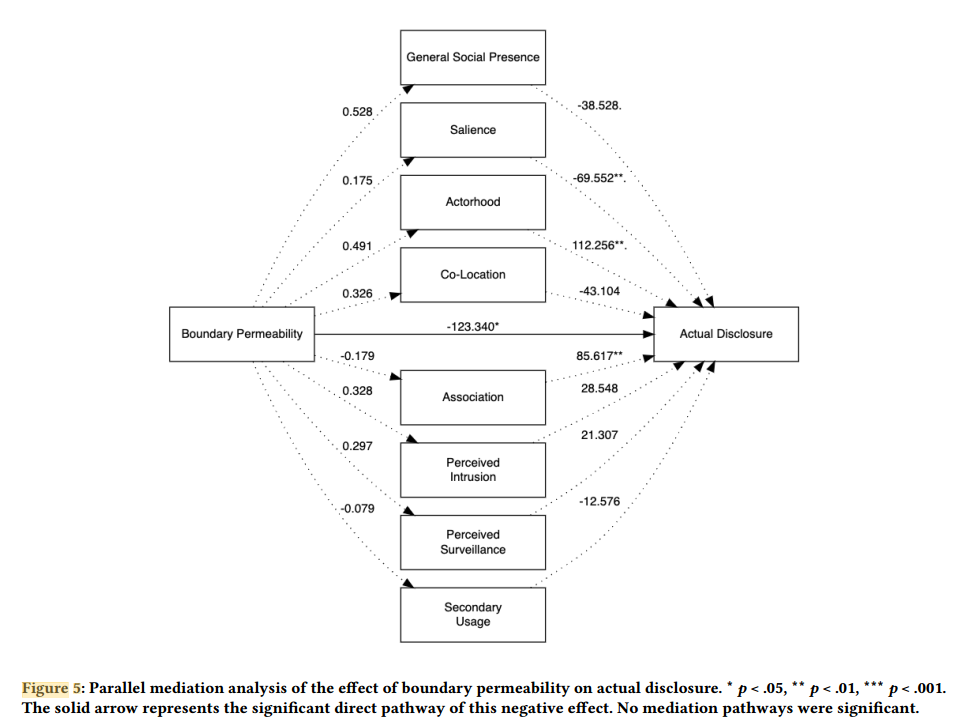 General Social Presence
0.528
-38.528.
Salience
0.175
-69.552**.
Actorhood
0.491
112.256**.
Co-Location
0.326
-43.104
Boundary Permeability
-123.340*
Actual Disclosure
-0.179
85.617**
Association
0.328
28.548
Perceived
Intrusion
0.297
21.307
Perceived
Surveillance
-0.079
-12.576
Secondary
Usage
Figure 5: Parallel mediation analysis of the effect of boundary permeability on actual disclosure. * p < .05, ** p < .01, *** p < .001.
The solid arrow represents the significant direct pathway of this negative effect. No mediation pathways were significant.